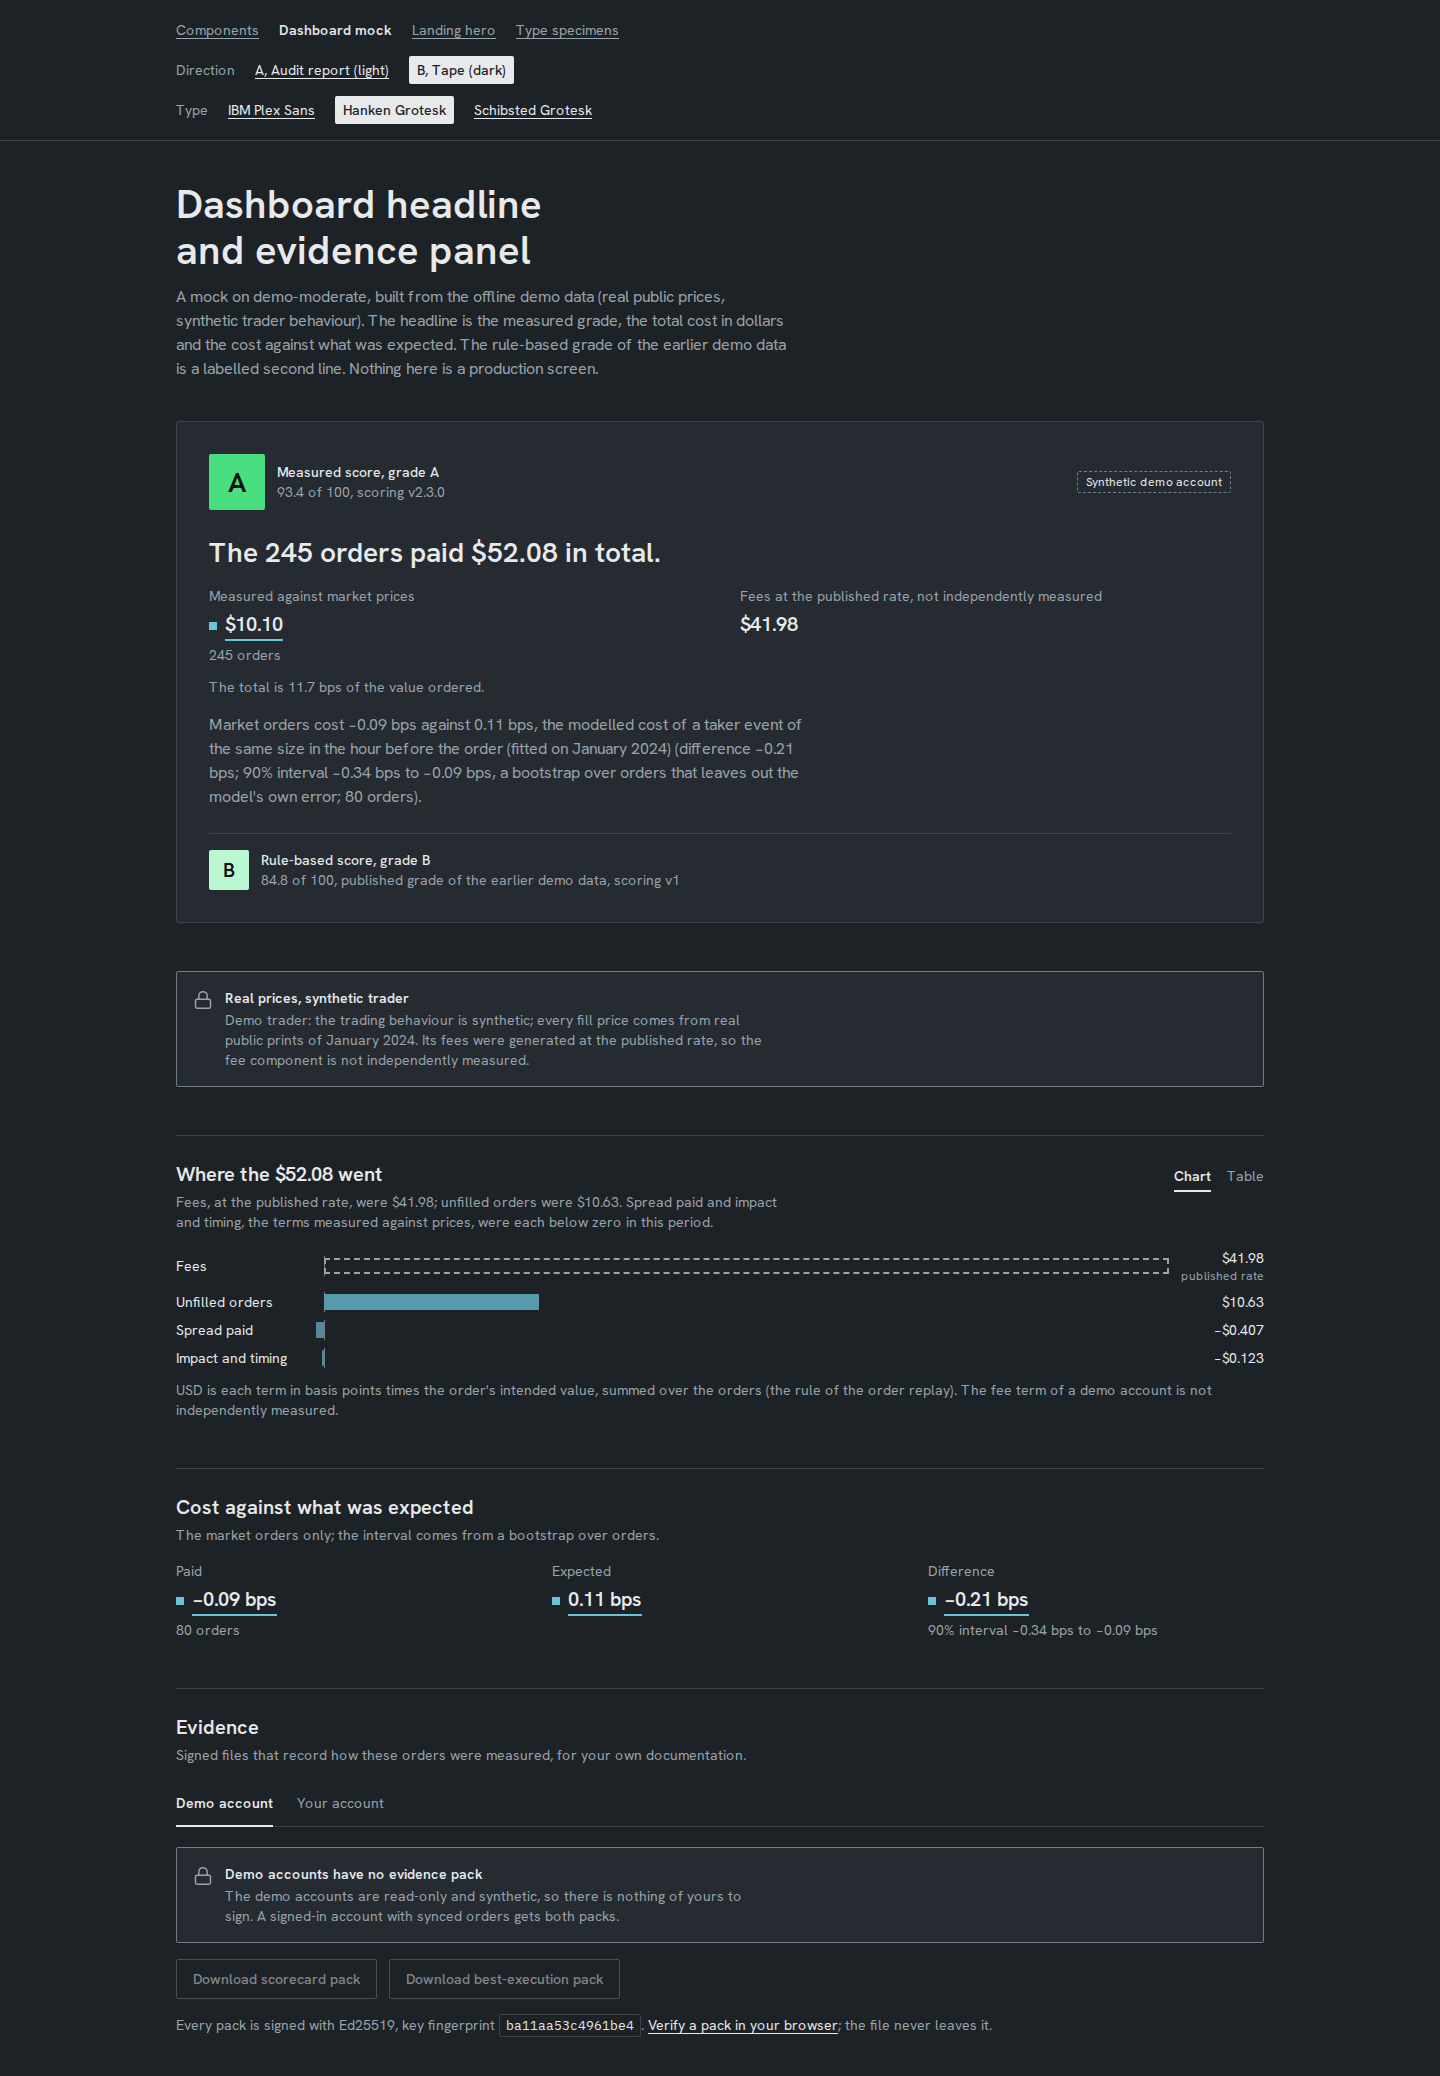 Components Dashboard mock Landing hero Type specimens
Direction A, Audit report (light) B, Tape (dark)
Type IBM Plex Sans Hanken Grotesk Schibsted Grotesk
Dashboard headline
and evidence panel
A mock on demo-moderate, built from the offline demo data (real public prices,
synthetic trader behaviour). The headline is the measured grade, the total cost in dollars
and the cost against what was expected. The rule-based grade of the earlier demo data
is a labelled second line. Nothing here is a production screen.
A
Measured score, grade A
93.4 of 100, scoring v2.3.0
Synthetic demo account
The 245 orders paid $52.08 in total.
Measured against market prices
$10.10
245 orders
Fees at the published rate, not independently measured
$41.98
The total is 11.7 bps of the value ordered.
Market orders cost −0.09 bps against 0.11 bps, the modelled cost of a taker event of
the same size in the hour before the order (fitted on January 2024) (difference −0.21
bps; 90% interval −0.34 bps to −0.09 bps, a bootstrap over orders that leaves out the
model's own error; 80 orders).
B
Rule-based score, grade B
84.8 of 100, published grade of the earlier demo data, scoring v1
Real prices, synthetic trader
Demo trader: the trading behaviour is synthetic; every fill price comes from real
public prints of January 2024. Its fees were generated at the published rate, so the
fee component is not independently measured.
Where the $52.08 went
Chart Table
Fees, at the published rate, were $41.98; unfilled orders were $10.63. Spread paid and impact
and timing, the terms measured against prices, were each below zero in this period.
Fees $41.98
published rate
Unfilled orders $10.63
Spread paid −$0.407
Impact and timing −$0.123
USD is each term in basis points times the order's intended value, summed over the orders (the rule of the order replay). The fee term of a demo account is not
independently measured.
Cost against what was expected
The market orders only; the interval comes from a bootstrap over orders.
Paid Expected Difference
−0.09 bps 0.11 bps −0.21 bps
80 orders 90% interval −0.34 bps to −0.09 bps
Evidence
Signed files that record how these orders were measured, for your own documentation.
Demo account Your account
Demo accounts have no evidence pack
The demo accounts are read-only and synthetic, so there is nothing of yours to
sign. A signed-in account with synced orders gets both packs.
Download scorecard pack Download best-execution pack
Every pack is signed with Ed25519, key fingerprint ba11aa53c4961be4. Verify a pack in your browser; the file never leaves it.